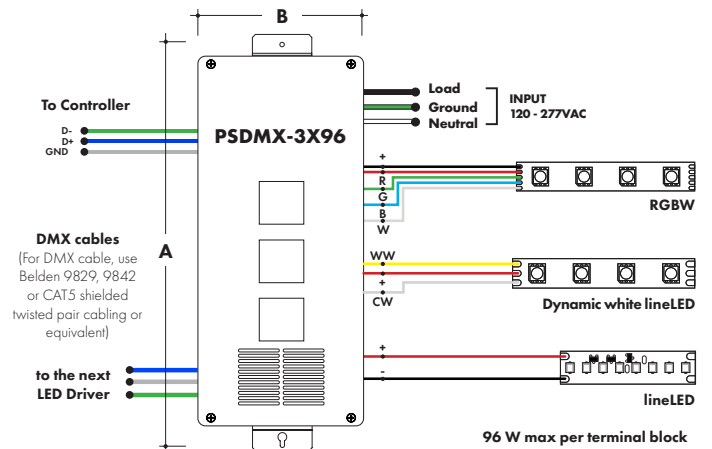 B
To Controller
D-
D+
GND
PSDMX-3X96
Load
Ground
Neutral
INPUT
120 - 277VAC
+
R
G
B
W
RGBW
DMX cables
(For DMX cable, use
Belden 9829, 9842
or CAT5 shielded
twisted pair cabling or
equivalent)
A
WW
+
CW
Dynamic white lineLED
to the next
LED Driver
+
-
lineLED
96 W max per terminal block